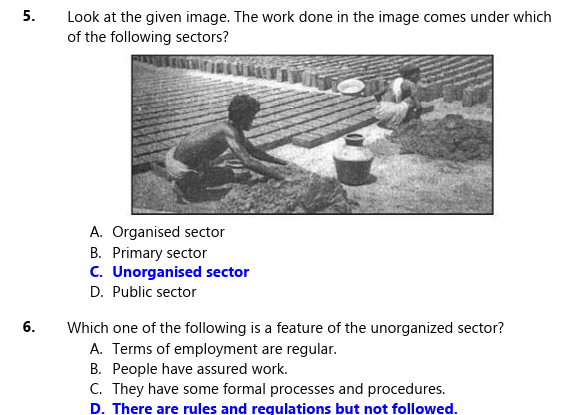 5. Look at the given image. The work done in the image comes under which
of the following sectors?
A. Organised sector
B. Primary sector
C. Unorganised sector
D. Public sector
6. Which one of the following is a feature of the unorganized sector?
A. Terms of employment are regular.
B. People have assured work.
C. They have some formal processes and procedures.
D. There are rules and regulations but not followed.